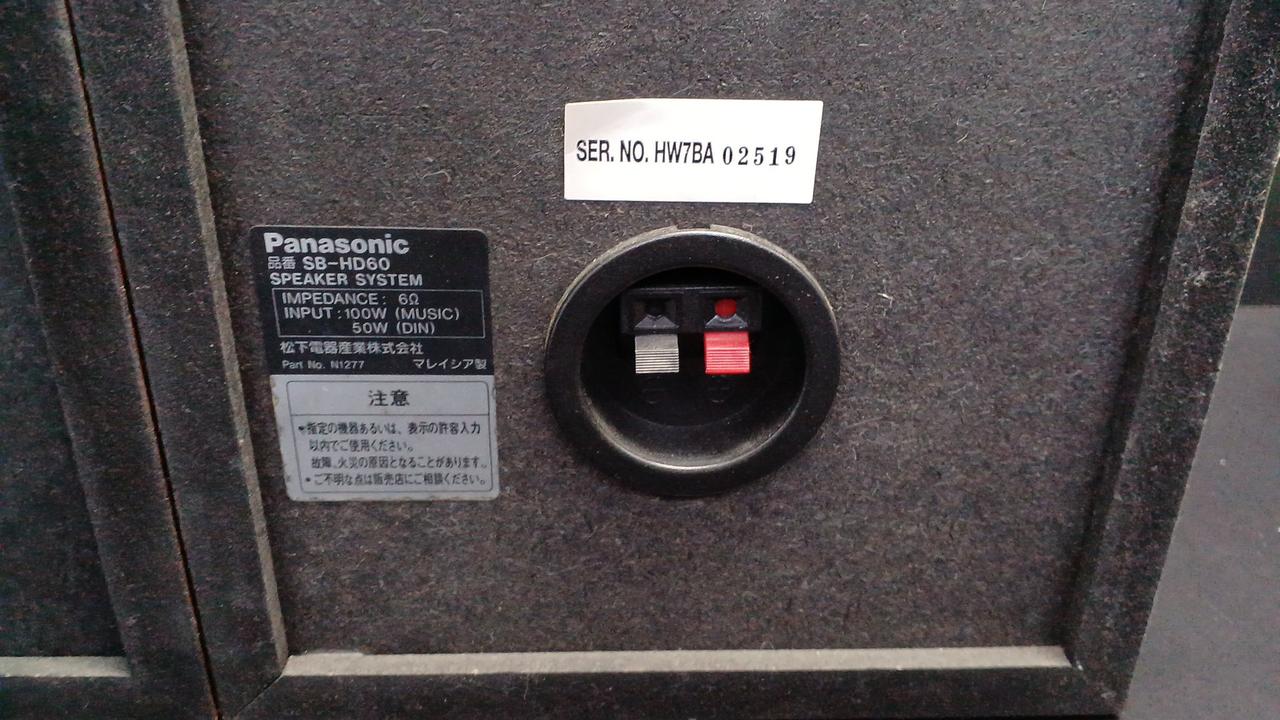 SER. NO. HW7BA 02519
Panasonic
品番 SB-HD60
SPEAKER SYSTEM
IMPEDANCE : 6Ω
INPUT : 100W (MUSIC)
50W (DIN)
松下電器産業株式会社
Part No. N1277 マレイシア製
注意
•指定の機器あるいは、表示の許容入力
以内でご使用ください。
故障、火災の原因となることがあります。
•ご不明な点は販売店にご相談ください。